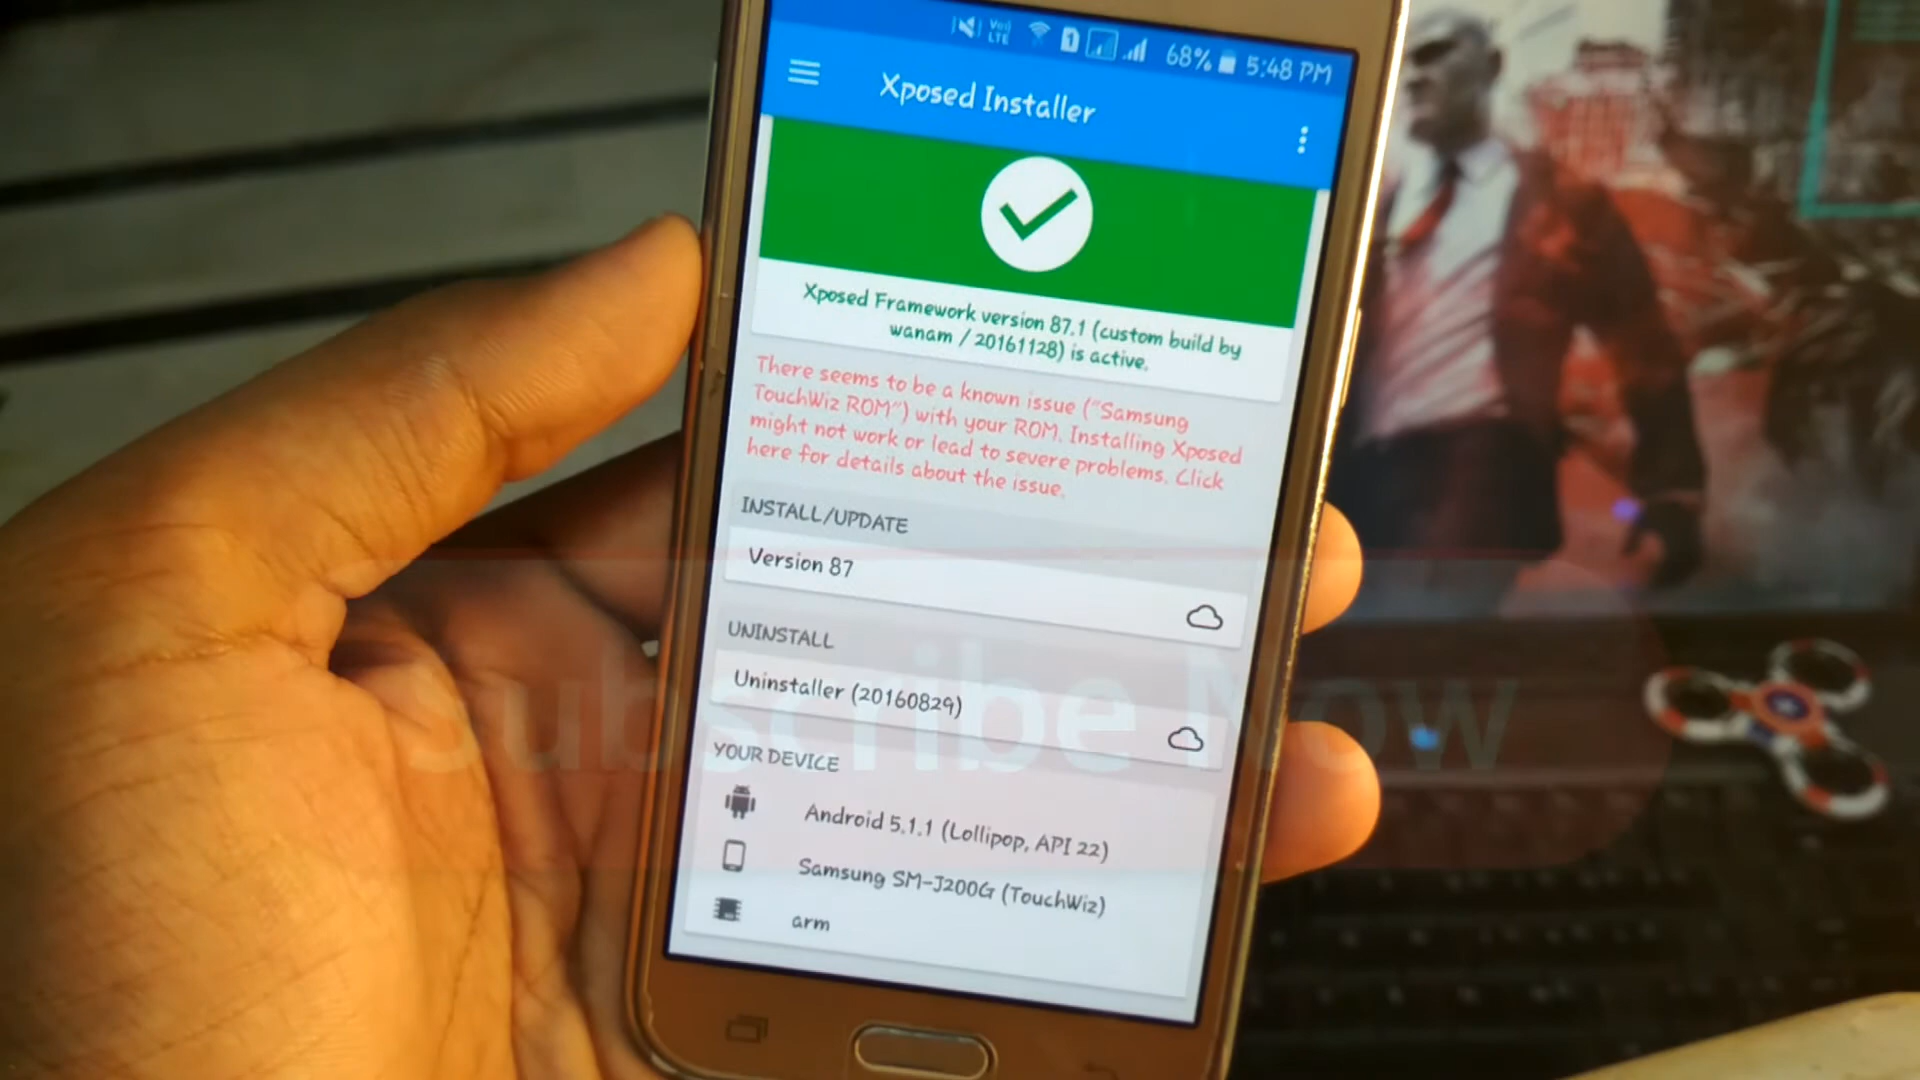 VoLTE 1 68% 5:48 PM
Xposed Installer
Xposed Framework version 87.1 (custom build by
wanam / 20161128) is active.
There seems to be a known issue ("Samsung
TouchWiz ROM") with your ROM. Installing Xposed
might not work or lead to severe problems. Click
here for details about the issue.
INSTALL/UPDATE
Version 87
UNINSTALL
Uninstaller (20160829)
Subscribe Now
YOUR DEVICE
Android 5.1.1 (Lollipop, API 22)
Samsung SM-J200G (TouchWiz)
arm